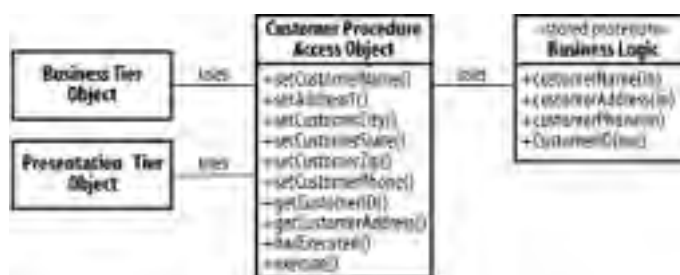 Business Tier
Object
uses
Presentation Tier
Object
uses
Customer Procedure
Access Object
+setCustomerName()
+setAddress1()
+setCustomerCity()
+setCustomerState()
+setCustomerZip()
+setCustomerPhone()
+getCustomerID()
+getCustomerAddress()
+hasExecuted()
+execute()
uses
«stored procedure»
Business Logic
+customerName(in)
+customerAddress(in)
+customerPhone(in)
+CustomerID(out)